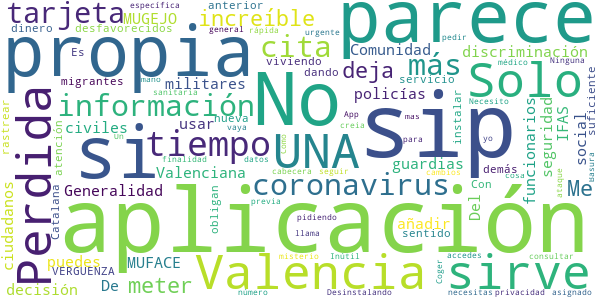 tarjeta
desfavorecidos
MUGEJO
anterior
increíble
específica
general
rápida
urgente
pedir
dinero
Es
propia
parece
migrantes
militares
viviendo
cita
Comunidad
discriminación
médico
Ninguna
dando
deja
más
servicio
Solo
suficiente
Perdida
información
No
policías
App
mas
creia
para
yo
Necesito
instalar
sip
funcionarios
seguridad
IFAS
social
rastrear
atención
sanitaria
mano
civiles
Un
usar
nueva
vaya
si
tiempo
UNA
como
guardias
demás
ataque
Basura
finalidad
datos
Valenciana
cabecera
seguir
Generalidad
coronavirus
Del
Con
Me
cosa
ciudadanos
Catalana
aplicación
obligan
previa
pidiendo
llama
añadir
sentido
cambios
puedes
VERGUENZA
MUFACE
Valencia
misterio
Inútil
accedes
consultar
sirve
decisión
De
meter
número
Desinstalando
Coger
necesitas
privacidad
asignado